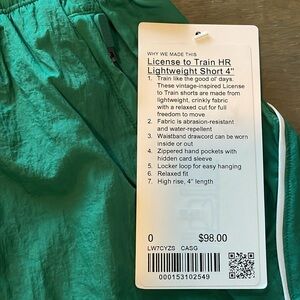 WHY WE MADE THIS
License to Train HR
Lightweight Short 4"
1. Train like the good ol' days.
These vintage-inspired License
to Train shorts are made from
lightweight, crinkly fabric
with a relaxed cut for full
freedom to move
2. Fabric is abrasion-resistant
and water-repellent
3. Waistband drawcord can be worn
inside or out
4. Zippered hand pockets with
hidden card sleeve
5. Locker loop for easy hanging
6. Relaxed fit
7. High rise, 4" length
0 $98.00
LW7CYZS CASG
000153102549